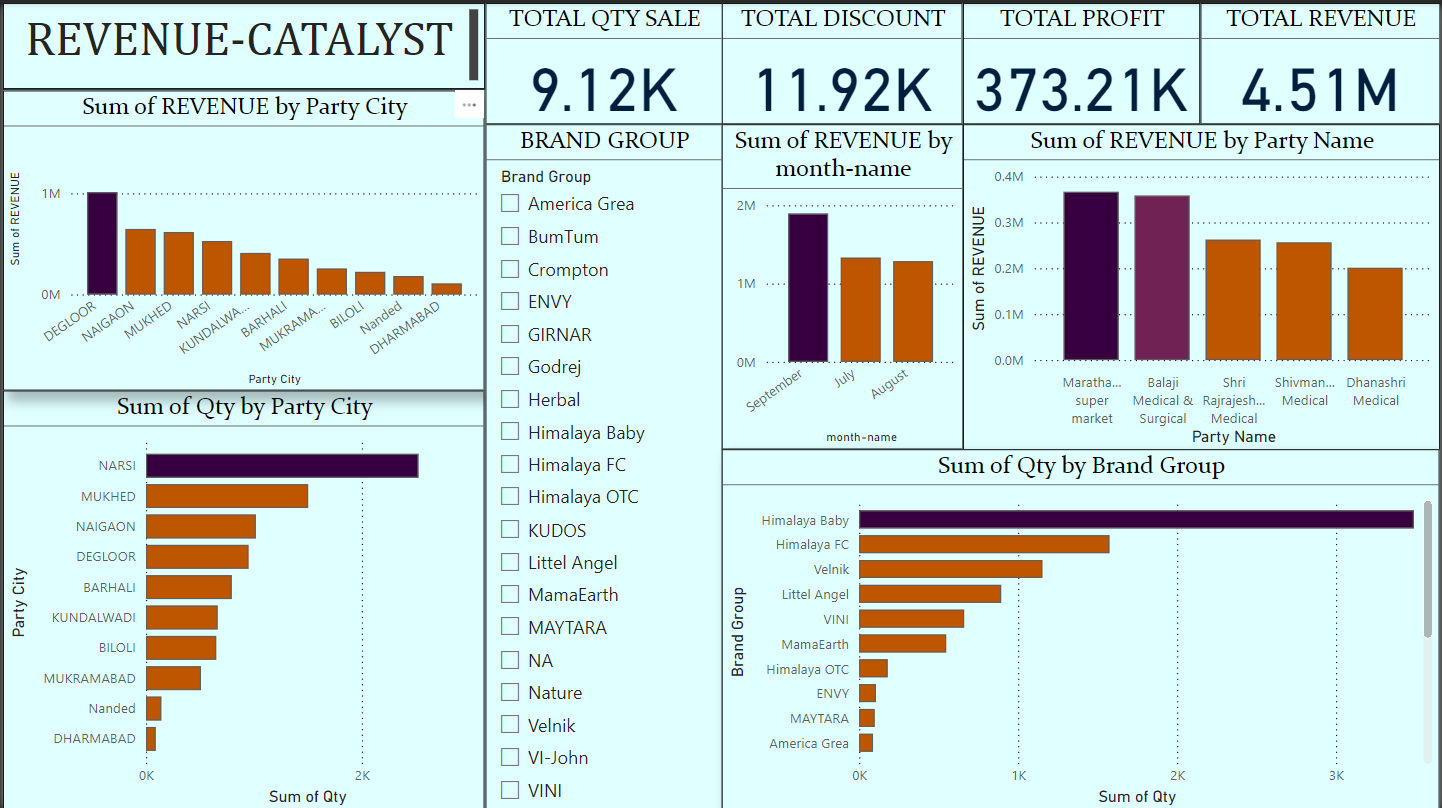 REVENUE-CATALYST
TOTAL QTY SALE
9.12K
TOTAL DISCOUNT
11.92K
TOTAL PROFIT
373.21K
TOTAL REVENUE
4.51M
Sum of REVENUE by Party City
Sum of REVENUE
1M
0M
DEGLOOR
NAIGAON
MUKHED
NARSI
KUNDALWA...
BARHALI
MUKRAMA...
BILOLI
Nanded
DHARMABAD
Party City
Sum of Qty by Party City
Party City
NARSI
MUKHED
NAIGAON
DEGLOOR
BARHALI
KUNDALWADI
BILOLI
MUKRAMABAD
Nanded
DHARMABAD
0K
2K
Sum of Qty
BRAND GROUP
Brand Group
America Grea
BumTum
Crompton
ENVY
GIRNAR
Godrej
Herbal
Himalaya Baby
Himalaya FC
Himalaya OTC
KUDOS
Littel Angel
MamaEarth
MAYTARA
NA
Nature
Velnik
VI-John
VINI
Sum of REVENUE by
month-name
2M
1M
0M
September
July
August
month-name
Sum of REVENUE by Party Name
Sum of REVENUE
0.4M
0.3M
0.2M
0.1M
0.0M
Maratha...
super
market
Balaji
Medical &
Surgical
Shri
Rajrajesh...
Medical
Shivman...
Medical
Dhanashri
Medical
Party Name
Sum of Qty by Brand Group
Brand Group
Himalaya Baby
Himalaya FC
Velnik
Littel Angel
VINI
MamaEarth
Himalaya OTC
ENVY
MAYTARA
America Grea
0K
1K
2K
3K
Sum of Qty